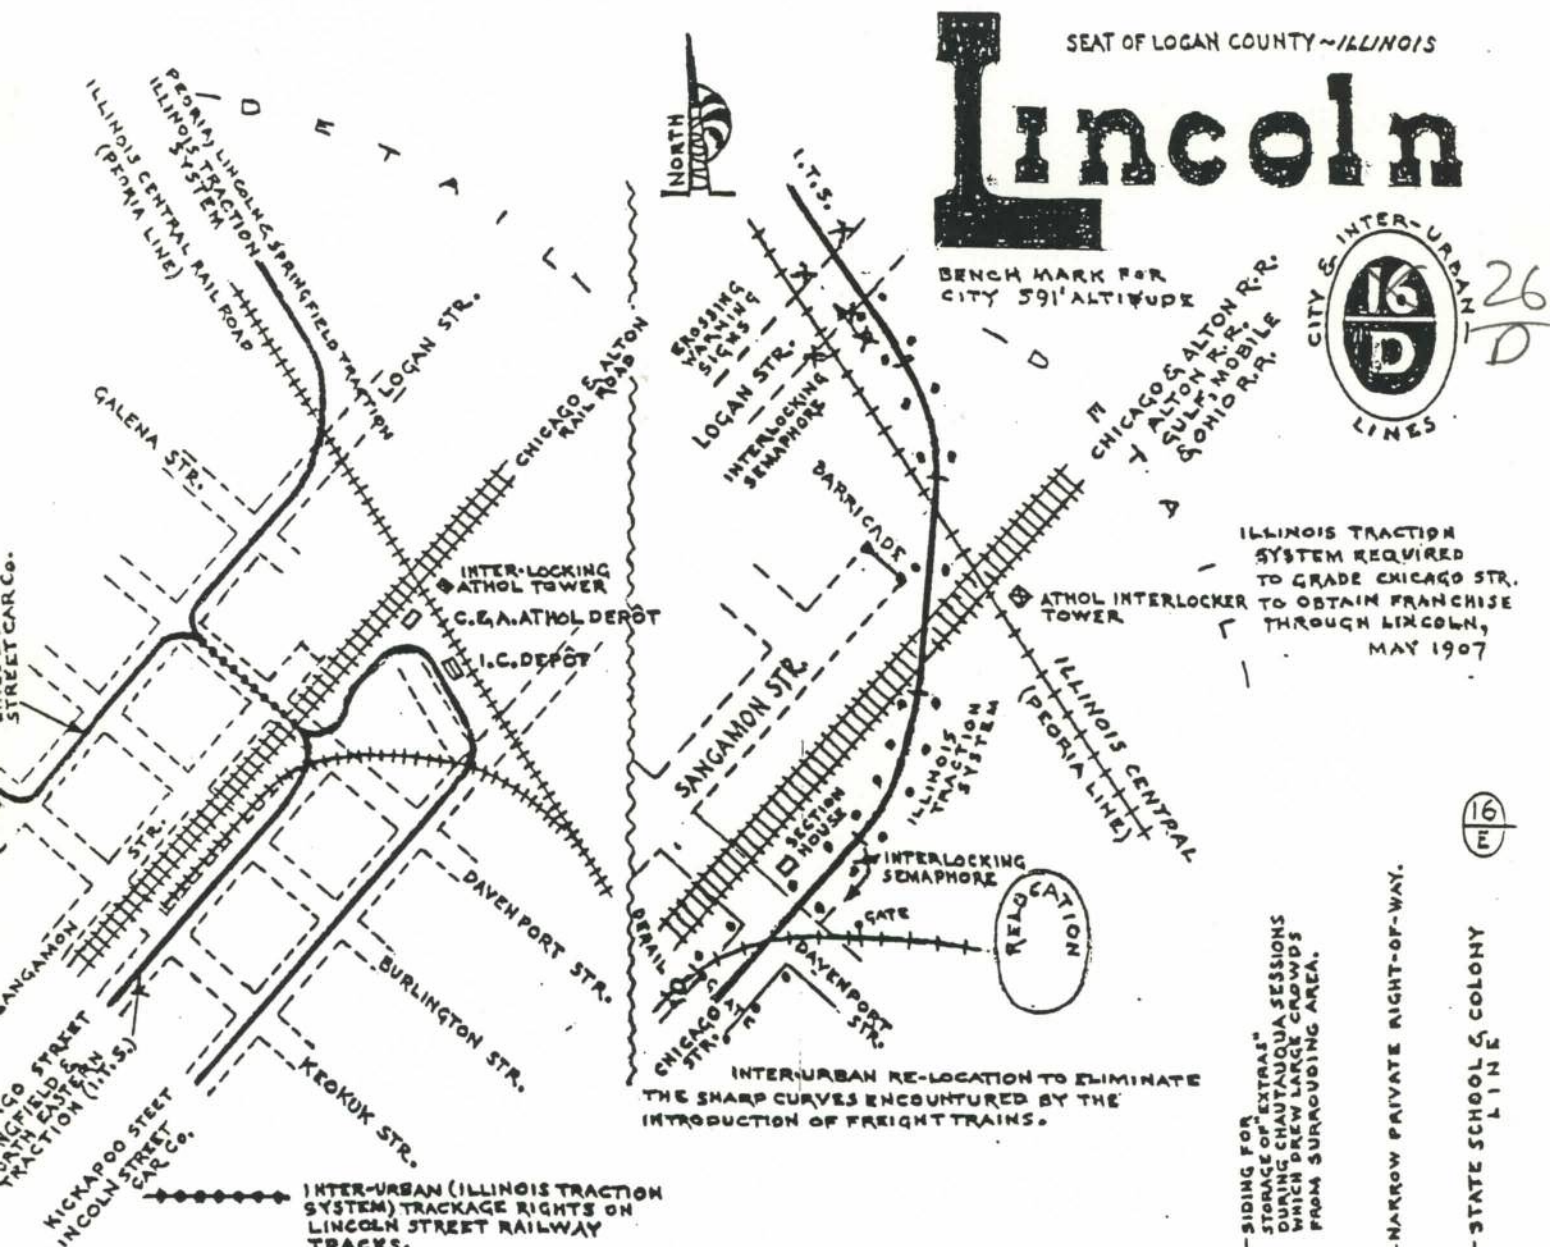 SEAT OF LOGAN COUNTY~ILLINOIS
LINCOLN
BENCH MARK FOR
CITY 591' ALTITUDE
NORTH
CITY & INTER-URBAN
16
D
LINES
26
D
PEORIA, LINCOLN & SPRINGFIELD TRACTION
ILLINOIS TRACTION
SYSTEM
ILLINOIS CENTRAL RAIL ROAD
(PEORIA LINE)
I DETAIL I
GALENA STR.
LOGAN STR.
CHICAGO & ALTON
RAIL ROAD
INTER-LOCKING
ATHOL TOWER
C.& A. ATHOL DEPÔT
I.C. DEPÔT
STREET CAR CO.
STR.
SANGAMON
DAVENPORT STR.
BURLINGTON STR.
KEOKUK STR.
TRACTION (I.T.S.)
KICKAPOO STREET
LINCOLN STREET
CAR CO.
INTER-URBAN (ILLINOIS TRACTION
SYSTEM) TRACKAGE RIGHTS ON
LINCOLN STREET RAILWAY
TRACKS.
I.T.S.
CROSSING
WARNING
SIGNS
LOGAN STR.
INTERLOCKING
SEMAPHORE
BARRICADE
I DETAIL I
CHICAGO & ALTON R.R.
ALTON R.R.
GULF, MOBILE
& OHIO R.R.
ATHOL INTERLOCKER
TOWER
ILLINOIS TRACTION
SYSTEM REQUIRED
TO GRADE CHICAGO STR.
TO OBTAIN FRANCHISE
THROUGH LINCOLN,
MAY 1907
SANGAMON STR.
ILLINOIS
TRACTION
SYSTEM
ILLINOIS CENTRAL
(PEORIA LINE)
SECTION
HOUSE
INTERLOCKING
SEMAPHORE
GATE
RELOCATION
DERAIL
GATE
CHICAGO
STR.
DAVENPORT
STR.
INTER-URBAN RE-LOCATION TO ELIMINATE
THE SHARP CURVES ENCOUNTURED BY THE
INTRODUCTION OF FREIGHT TRAINS.
16
E
-SIDING FOR
STORAGE OF "EXTRAS"
DURING CHAUTAUQUA SESSIONS
WHICH DREW LARGE CROWDS
FROM SURROUDING AREA.
-NARROW PRIVATE RIGHT-OF-WAY.
-STATE SCHOOL & COLONY
LINE